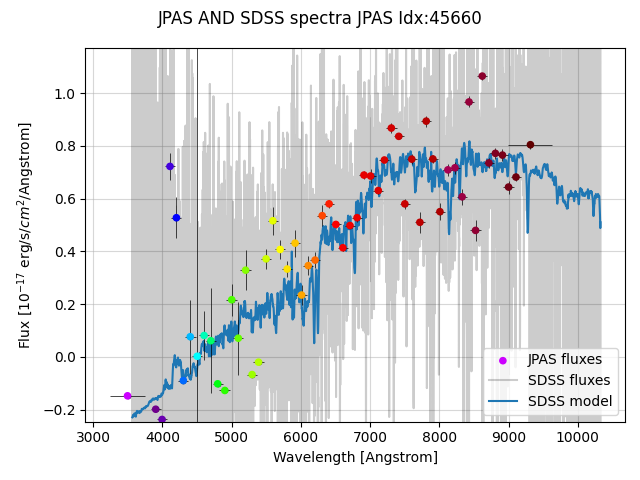 JPAS AND SDSS spectra JPAS Idx:45660
1.0
0.8
0.6
0.4
0.2
0.0
−0.2
Flux [10⁻¹⁷ erg/s/cm²/Angstrom]
3000 4000 5000 6000 7000 8000 9000 10000
Wavelength [Angstrom]
JPAS fluxes
SDSS fluxes
SDSS model